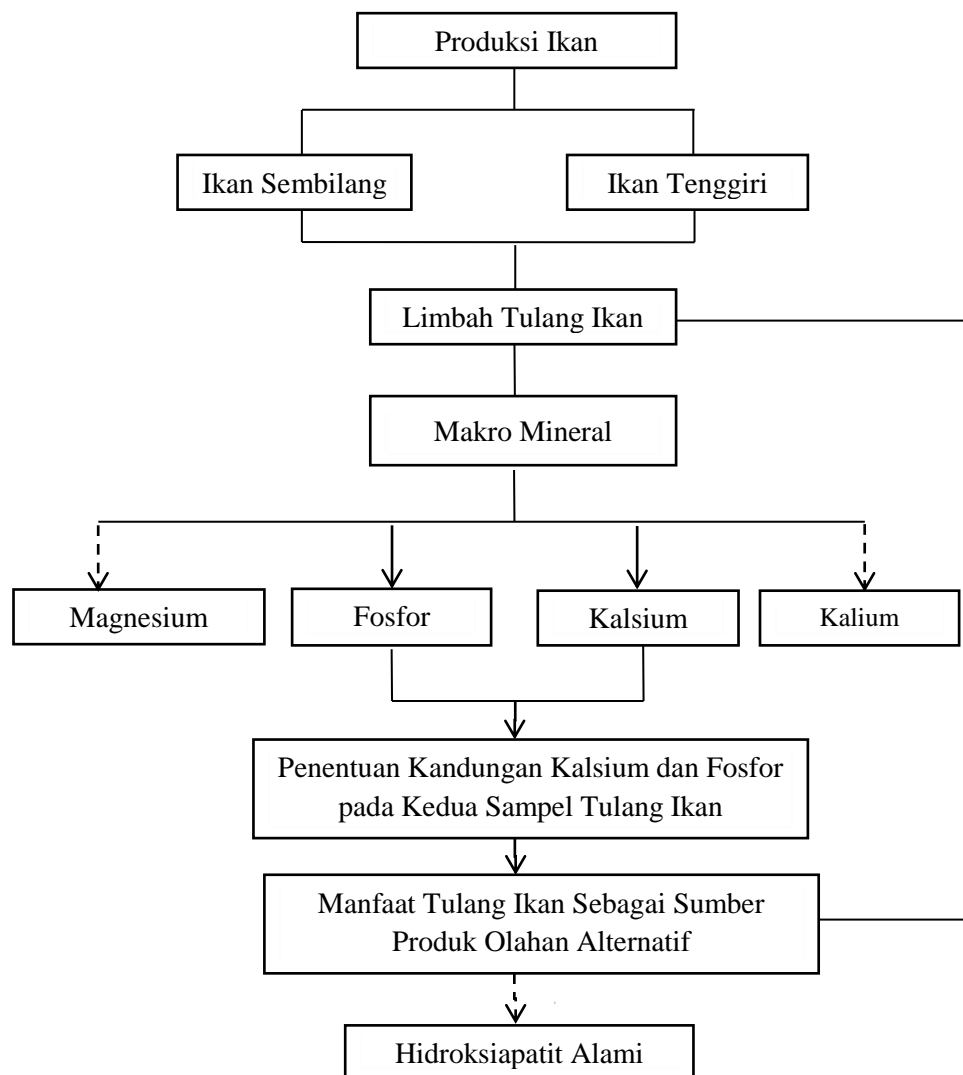 Produksi Ikan
Ikan Sembilang
Ikan Tenggiri
Limbah Tulang Ikan
Makro Mineral
Magnesium
Fosfor
Kalsium
Kalium
Penentuan Kandungan Kalsium dan Fosfor
pada Kedua Sampel Tulang Ikan
Manfaat Tulang Ikan Sebagai Sumber
Produk Olahan Alternatif
Hidroksiapatit Alami